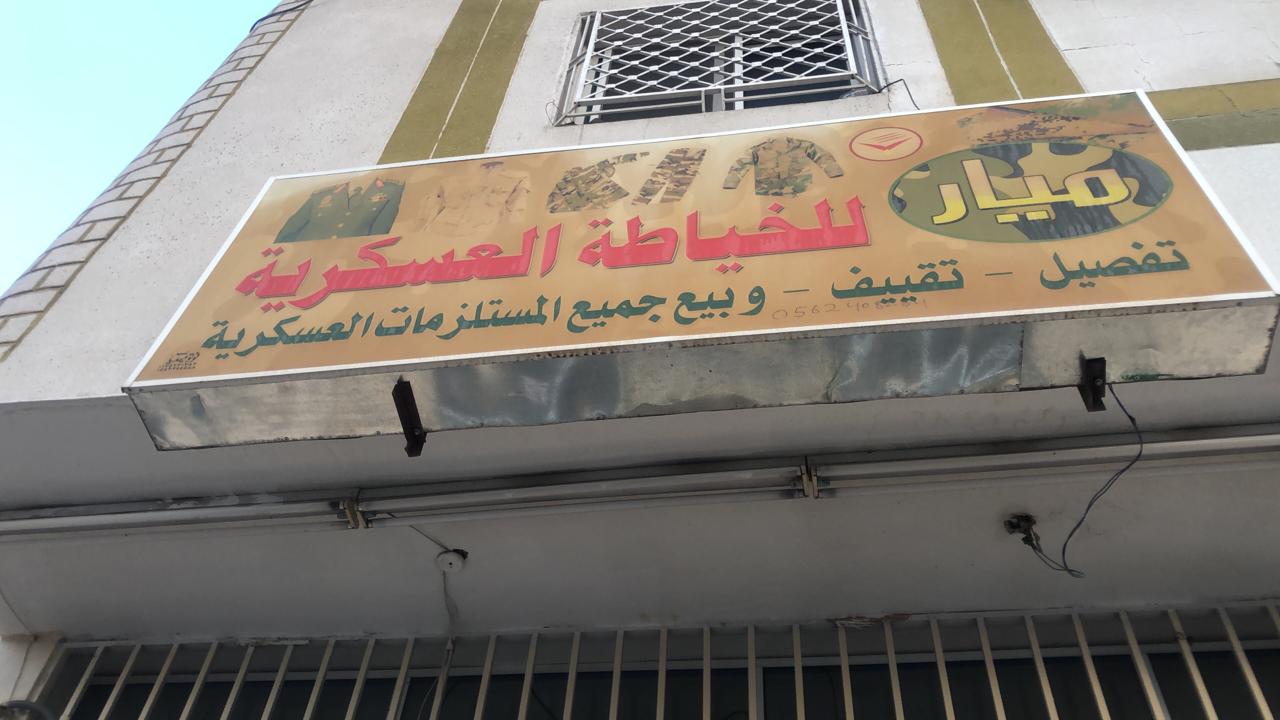 ميار
للخياطة العسكرية
تفصيل - تقييف - وبيع جميع المستلزمات العسكرية